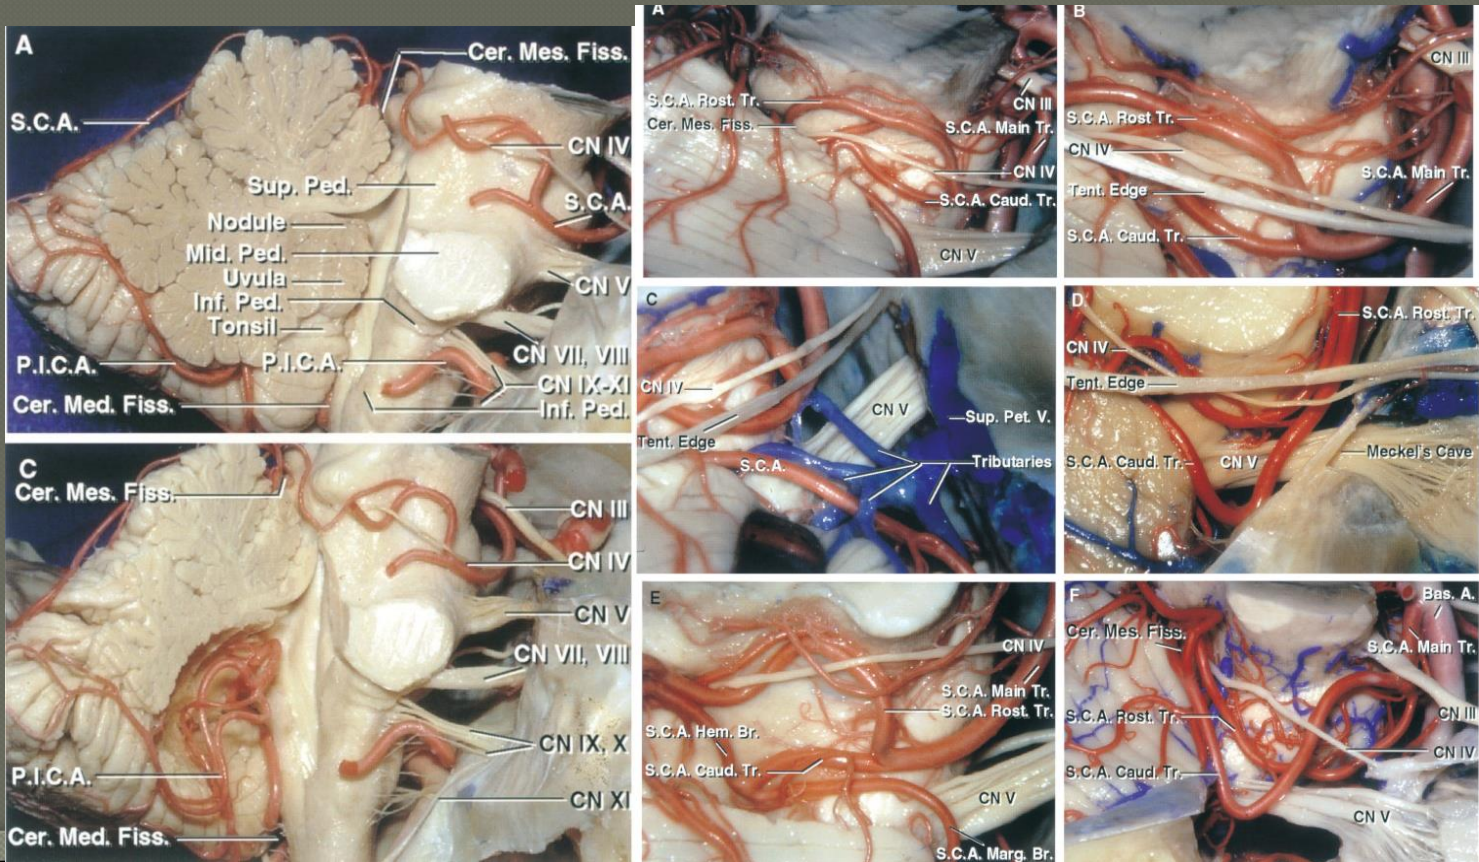 A
Cer. Mes. Fiss.
S.C.A.
CN IV
Sup. Ped.
S.C.A.
Nodule
Mid. Ped.
Uvula
CN V
Inf. Ped.
Tonsil
CN VII, VIII
P.I.C.A.
P.I.C.A.
CN IX-XI
Cer. Med. Fiss.
Inf. Ped.
C
Cer. Mes. Fiss.
CN III
CN IV
CN V
CN VII, VIII
CN IX, X
P.I.C.A.
CN XI
Cer. Med. Fiss.
A
S.C.A. Rost. Tr.
CN III
Cer. Mes. Fiss.
S.C.A. Main Tr.
CN IV
S.C.A. Caud. Tr.
CN V
B
CN III
S.C.A. Rost Tr.
CN IV
S.C.A. Main Tr.
Tent. Edge
S.C.A. Caud. Tr.
C
CN IV
CN V
Sup. Pet. V.
Tent. Edge
S.C.A.
Tributaries
D
S.C.A. Rost. Tr.
CN IV
Tent. Edge
Meckel's Cave
S.C.A. Caud. Tr.
CN V
E
CN IV
S.C.A. Main Tr.
S.C.A. Rost. Tr.
S.C.A. Hem. Br.
S.C.A. Caud. Tr.
CN V
S.C.A. Marg. Br.
F
Bas. A.
Cer. Mes. Fiss.
S.C.A. Main Tr.
S.C.A. Rost. Tr.
CN III
CN IV
S.C.A. Caud. Tr.
CN V